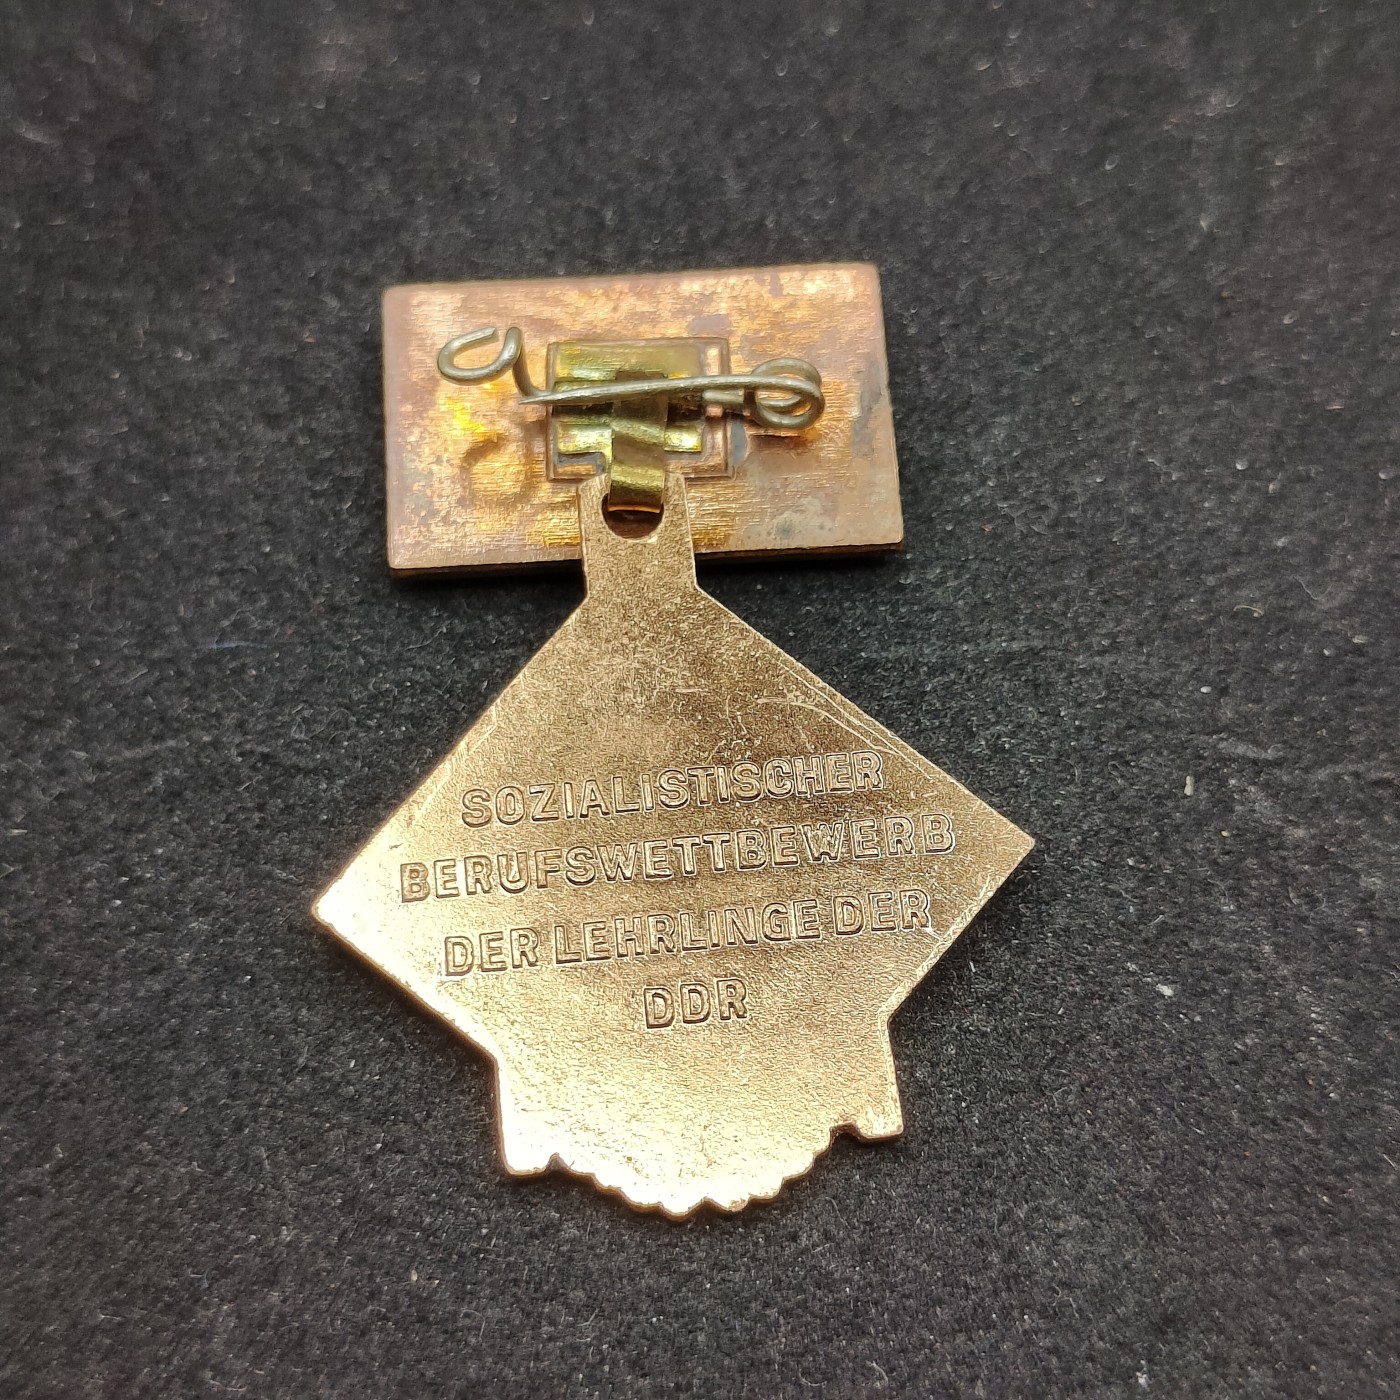 SOZIALISTISCHER
BERUFSWETTBEWERB
DER LEHRLINGE DER
DDR